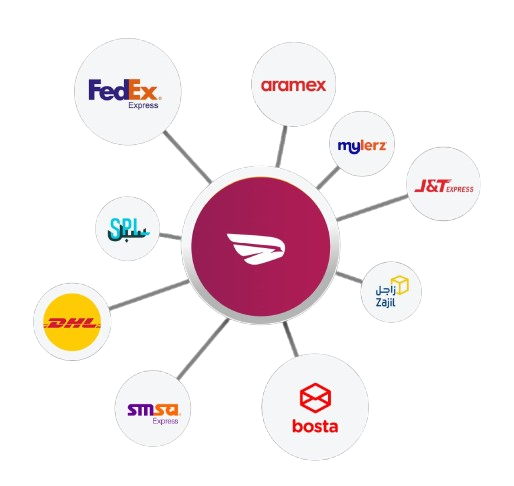 FedEx
Express
aramex
mylerz
J&T EXPRESS
SPL
سبل
زاجل
Zajil
DHL
smsa
Express
bosta